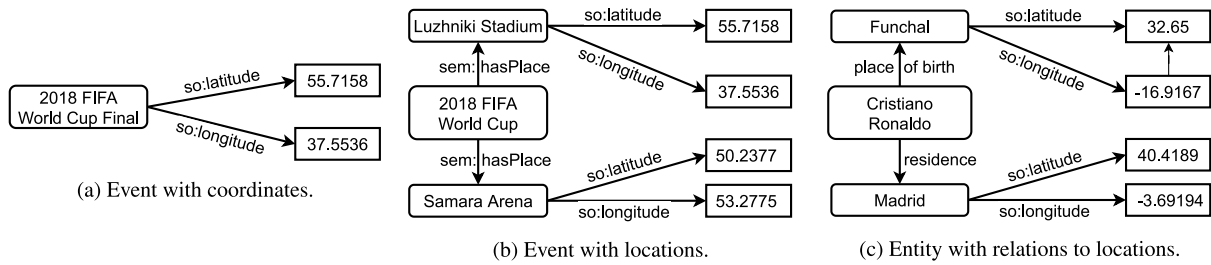 2018 FIFA
World Cup Final
so:latitude
55.7158
so:longitude
37.5536
(a) Event with coordinates.
Luzhniki Stadium
so:latitude
55.7158
so:longitude
37.5536
sem:hasPlace
2018 FIFA
World Cup
sem:hasPlace
Samara Arena
so:latitude
50.2377
so:longitude
53.2775
(b) Event with locations.
Funchal
so:latitude
32.65
so:longitude
-16.9167
place of birth
Cristiano
Ronaldo
residence
Madrid
so:latitude
40.4189
so:longitude
-3.69194
(c) Entity with relations to locations.